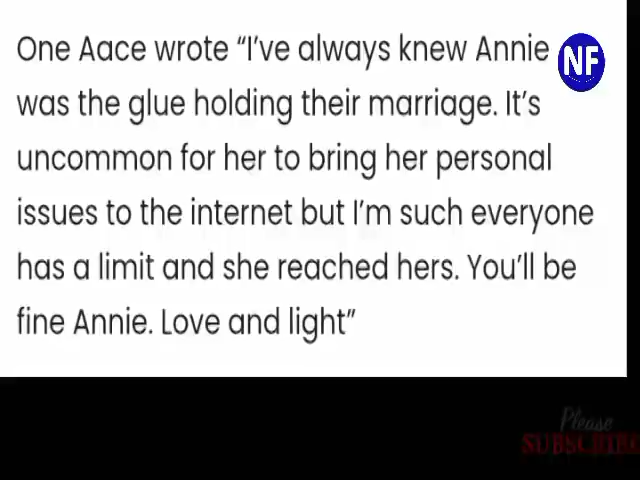 One Aace wrote “I’ve always knew Annie
was the glue holding their marriage. It’s
uncommon for her to bring her personal
issues to the internet but I’m such everyone
has a limit and she reached hers. You’ll be
fine Annie. Love and light”
NF
Please
SUBSCRIBE